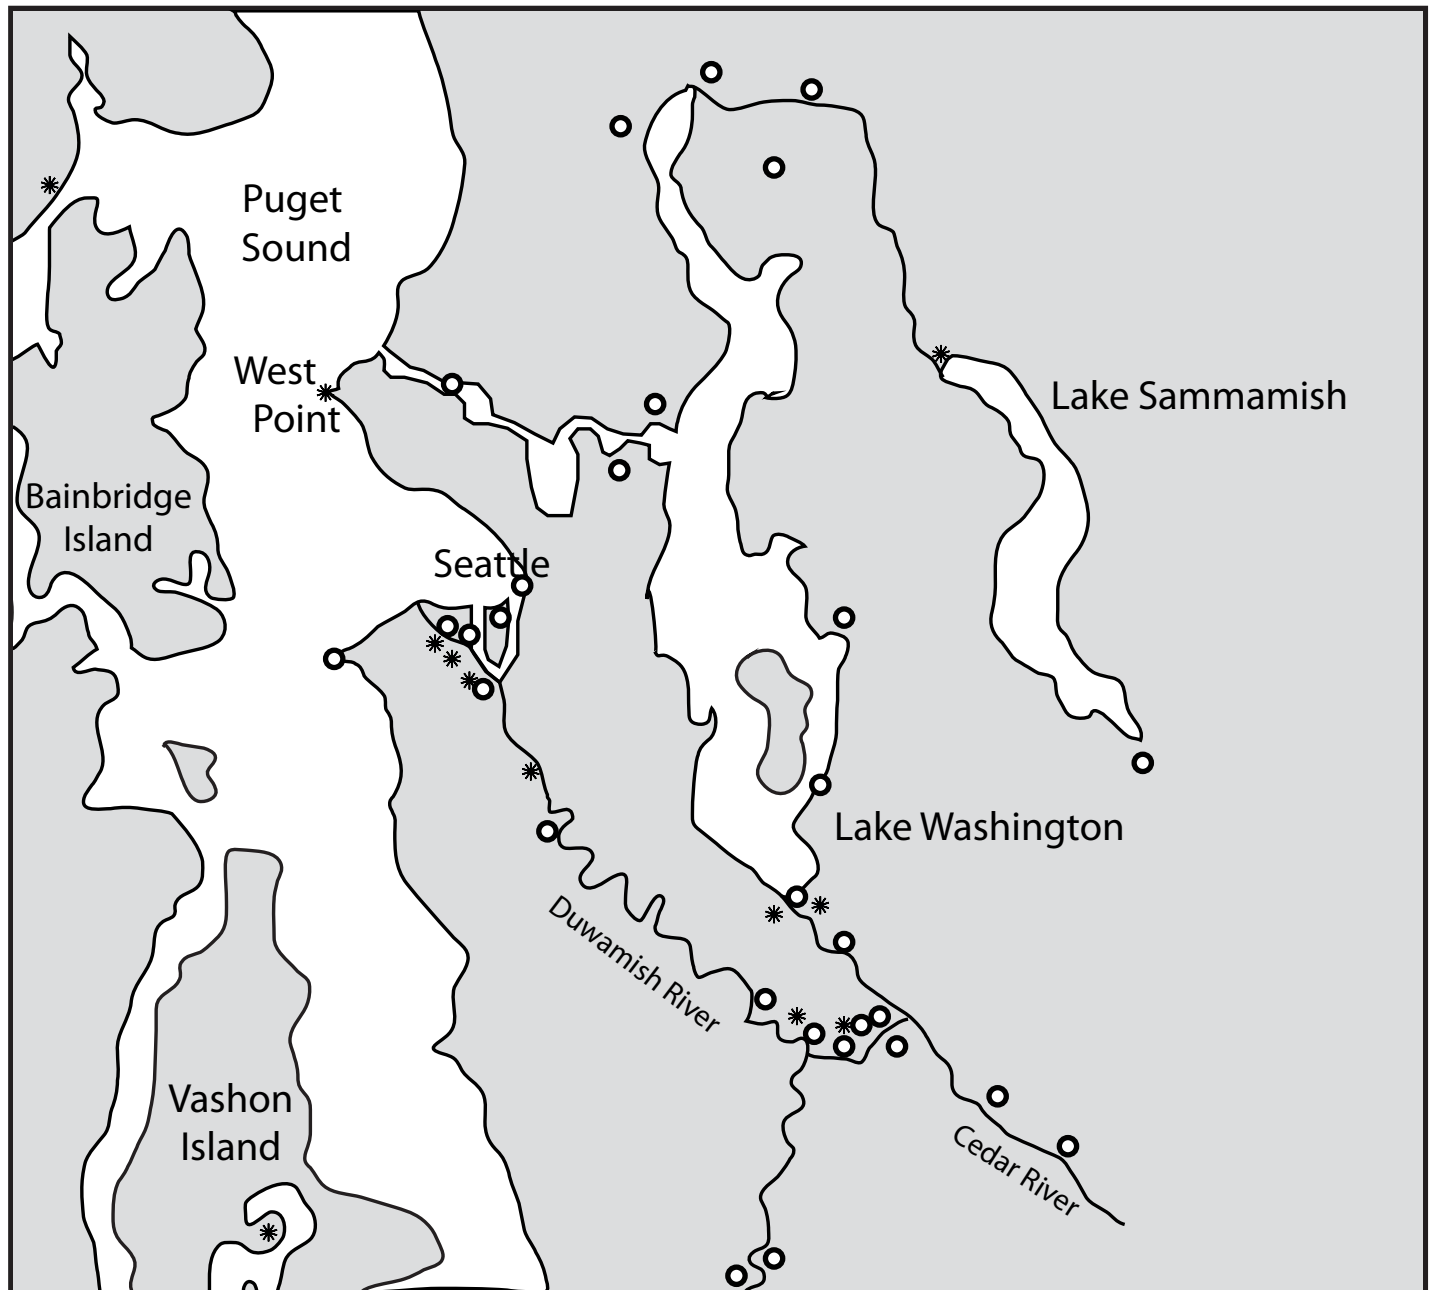 Puget
Sound
West
Point
Lake Sammamish
Bainbridge
Island
Seattle
Lake Washington
Duwamish River
Vashon
Island
Cedar River